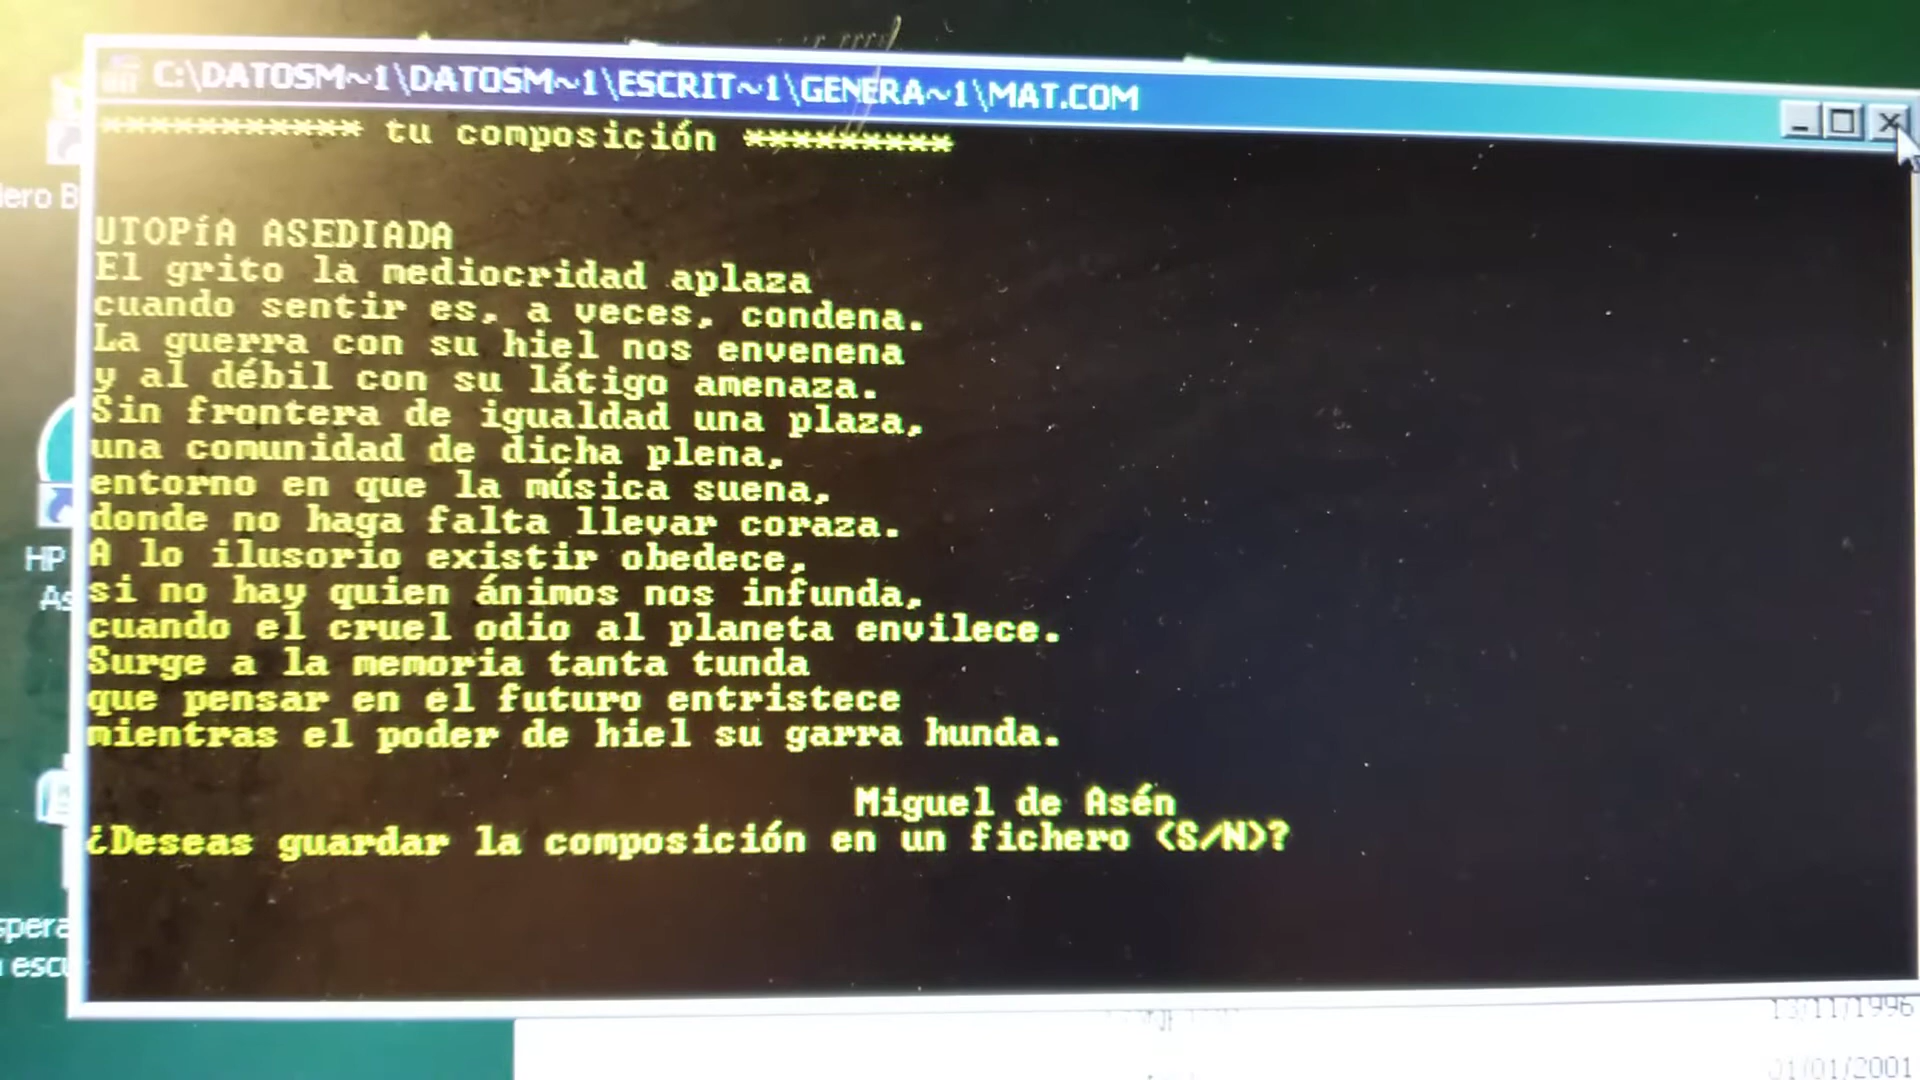 C:\DATOSM~1\DATOSM~1\ESCRIT~1\GENERA~1\MAT.COM
*********** tu composición *********
UTOPíA ASEDIADA
El grito la mediocridad aplaza
cuando sentir es, a veces, condena.
La guerra con su hiel nos envenena
y al débil con su látigo amenaza.
Sin frontera de igualdad una plaza,
una comunidad de dicha plena,
entorno en que la música suena,
donde no haga falta llevar coraza.
A lo ilusorio existir obedece,
si no hay quien ánimos nos infunda,
cuando el cruel odio al planeta envilece.
Surge a la memoria tanta tunda
que pensar en el futuro entristece
mientras el poder de hiel su garra hunda.
Miguel de Asén
¿Deseas guardar la composición en un fichero (S/N)?
HP
01/01/2001